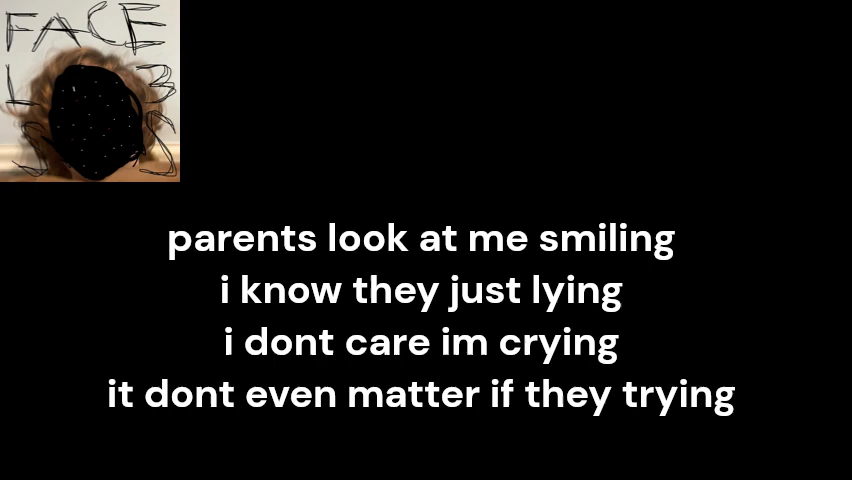 FACE
L 3
S S
parents look at me smiling
i know they just lying
i dont care im crying
it dont even matter if they trying